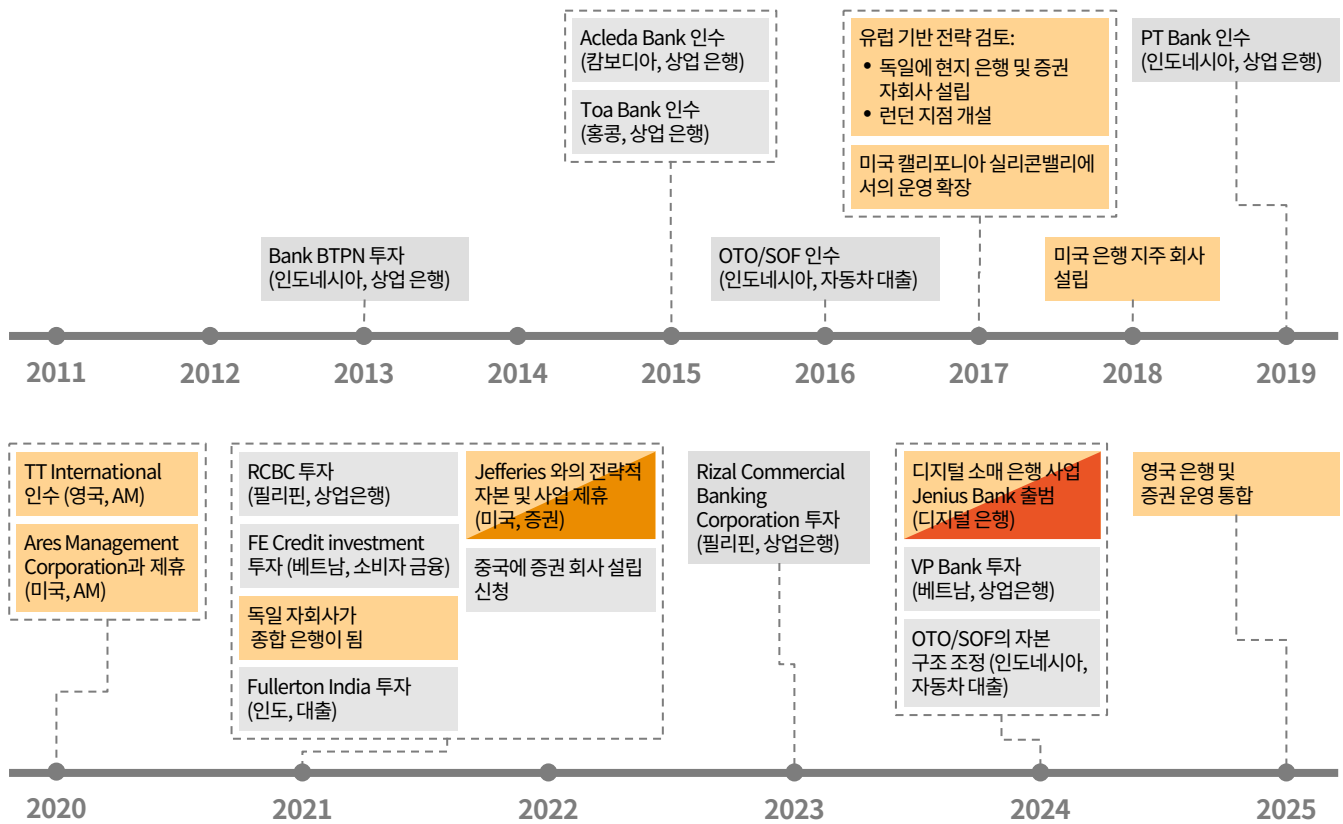 Acleda Bank 인수
(캄보디아, 상업 은행)
Toa Bank 인수
(홍콩, 상업 은행)
유럽 기반 전략 검토:
• 독일에 현지 은행 및 증권
자회사 설립
• 런던 지점 개설
미국 캘리포니아 실리콘밸리에
서의 운영 확장
PT Bank 인수
(인도네시아, 상업 은행)
Bank BTPN 투자
(인도네시아, 상업 은행)
OTO/SOF 인수
(인도네시아, 자동차 대출)
미국 은행 지주 회사
설립
2011
2012
2013
2014
2015
2016
2017
2018
2019
TT International
인수 (영국, AM)
Ares Management
Corporation과 제휴
(미국, AM)
RCBC 투자
(필리핀, 상업은행)
FE Credit investment
투자 (베트남, 소비자 금융)
독일 자회사가
종합 은행이 됨
Fullerton India 투자
(인도, 대출)
Jefferies 와의 전략적
자본 및 사업 제휴
(미국, 증권)
중국에 증권 회사 설립
신청
Rizal Commercial
Banking
Corporation 투자
(필리핀, 상업은행)
디지털 소매 은행 사업
Jenius Bank 출범
(디지털 은행)
VP Bank 투자
(베트남, 상업은행)
OTO/SOF의 자본
구조 조정 (인도네시아,
자동차 대출)
영국 은행 및
증권 운영 통합
2020
2021
2022
2023
2024
2025